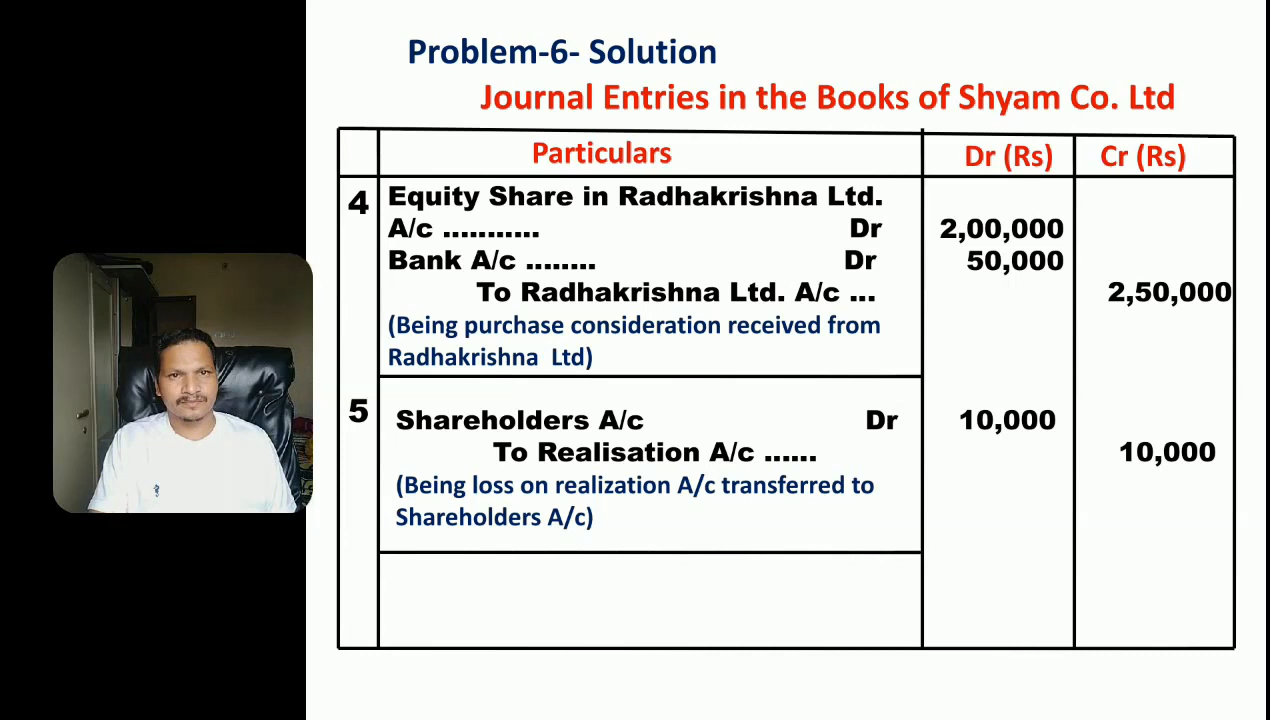 Problem-6- Solution
Journal Entries in the Books of Shyam Co. Ltd
Particulars Dr (Rs) Cr (Rs)
4 Equity Share in Radhakrishna Ltd.
A/c ........... Dr 2,00,000
Bank A/c ........ Dr 50,000
To Radhakrishna Ltd. A/c ... 2,50,000
(Being purchase consideration received from
Radhakrishna Ltd)
5 Shareholders A/c Dr 10,000
To Realisation A/c ...... 10,000
(Being loss on realization A/c transferred to
Shareholders A/c)